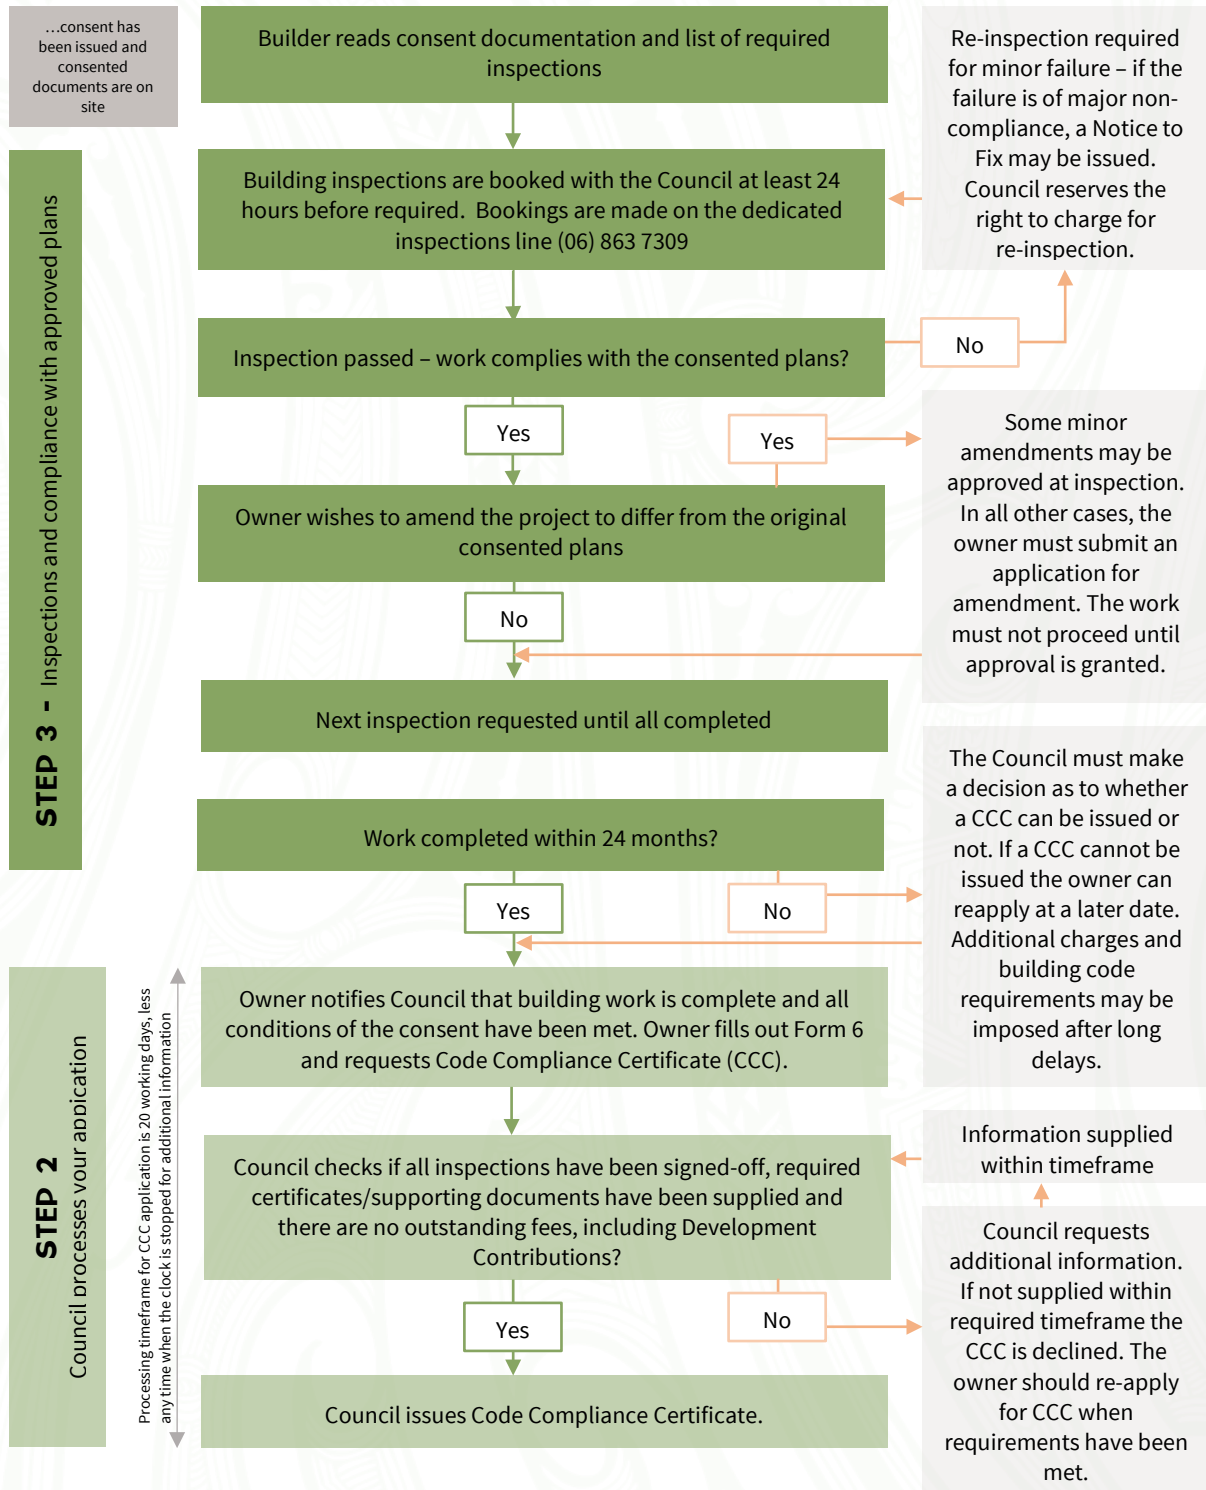 …consent has
been issued and
consented
documents are on
site
Builder reads consent documentation and list of required
inspections
Re-inspection required
for minor failure – if the
failure is of major non-
compliance, a Notice to
Fix may be issued.
Council reserves the
right to charge for
re-inspection.
STEP 3 - Inspections and compliance with approved plans
Building inspections are booked with the Council at least 24
hours before required. Bookings are made on the dedicated
inspections line (06) 863 7309
Inspection passed – work complies with the consented plans?
No
Yes
Yes
Some minor
amendments may be
approved at inspection.
In all other cases, the
owner must submit an
application for
amendment. The work
must not proceed until
approval is granted.
Owner wishes to amend the project to differ from the original
consented plans
No
Next inspection requested until all completed
Work completed within 24 months?
Yes
No
The Council must make
a decision as to whether
a CCC can be issued or
not. If a CCC cannot be
issued the owner can
reapply at a later date.
Additional charges and
building code
requirements may be
imposed after long
delays.
STEP 2
Council processes your application
Processing timeframe for CCC application is 20 working days, less
any time when the clock is stopped for additional information
Owner notifies Council that building work is complete and all
conditions of the consent have been met. Owner fills out Form 6
and requests Code Compliance Certificate (CCC).
Council checks if all inspections have been signed-off, required
certificates/supporting documents have been supplied and
there are no outstanding fees, including Development
Contributions?
Information supplied
within timeframe
Yes
No
Council requests
additional information.
If not supplied within
required timeframe the
CCC is declined. The
owner should re-apply
for CCC when
requirements have been
met.
Council issues Code Compliance Certificate.